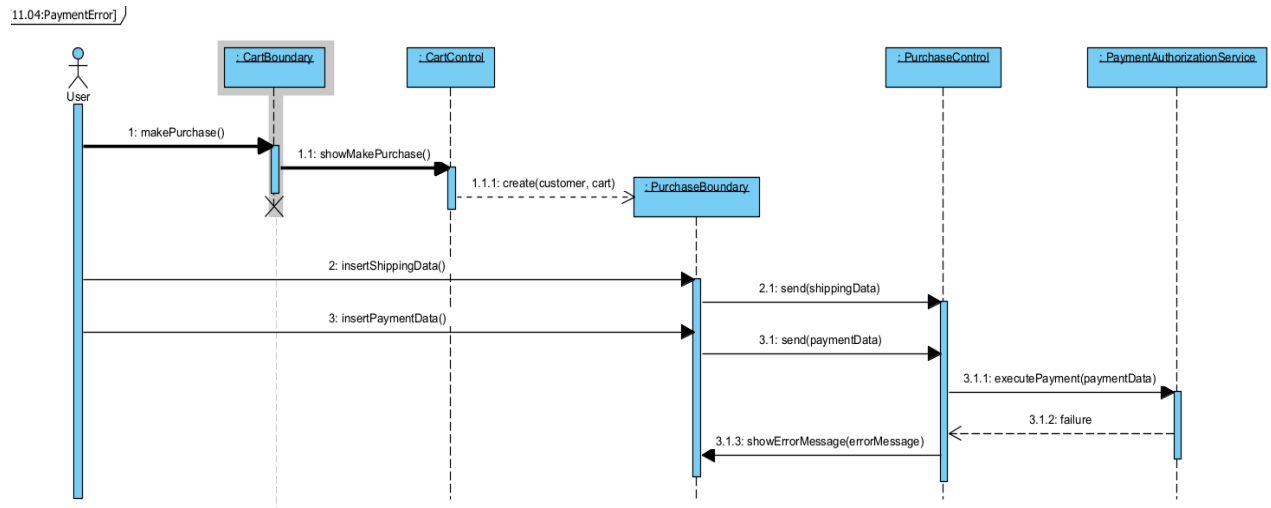 11.04:PaymentError]
: CartBoundary
: CartControl
: PurchaseControl
: PaymentAuthorizationService
User
1: makePurchase()
1.1: showMakePurchase()
1.1.1: create(customer, cart)
: PurchaseBoundary
2: insertShippingData()
2.1: send(shippingData)
3: insertPaymentData()
3.1: send(paymentData)
3.1.1: executePayment(paymentData)
3.1.2: failure
3.1.3: showErrorMessage(errorMessage)